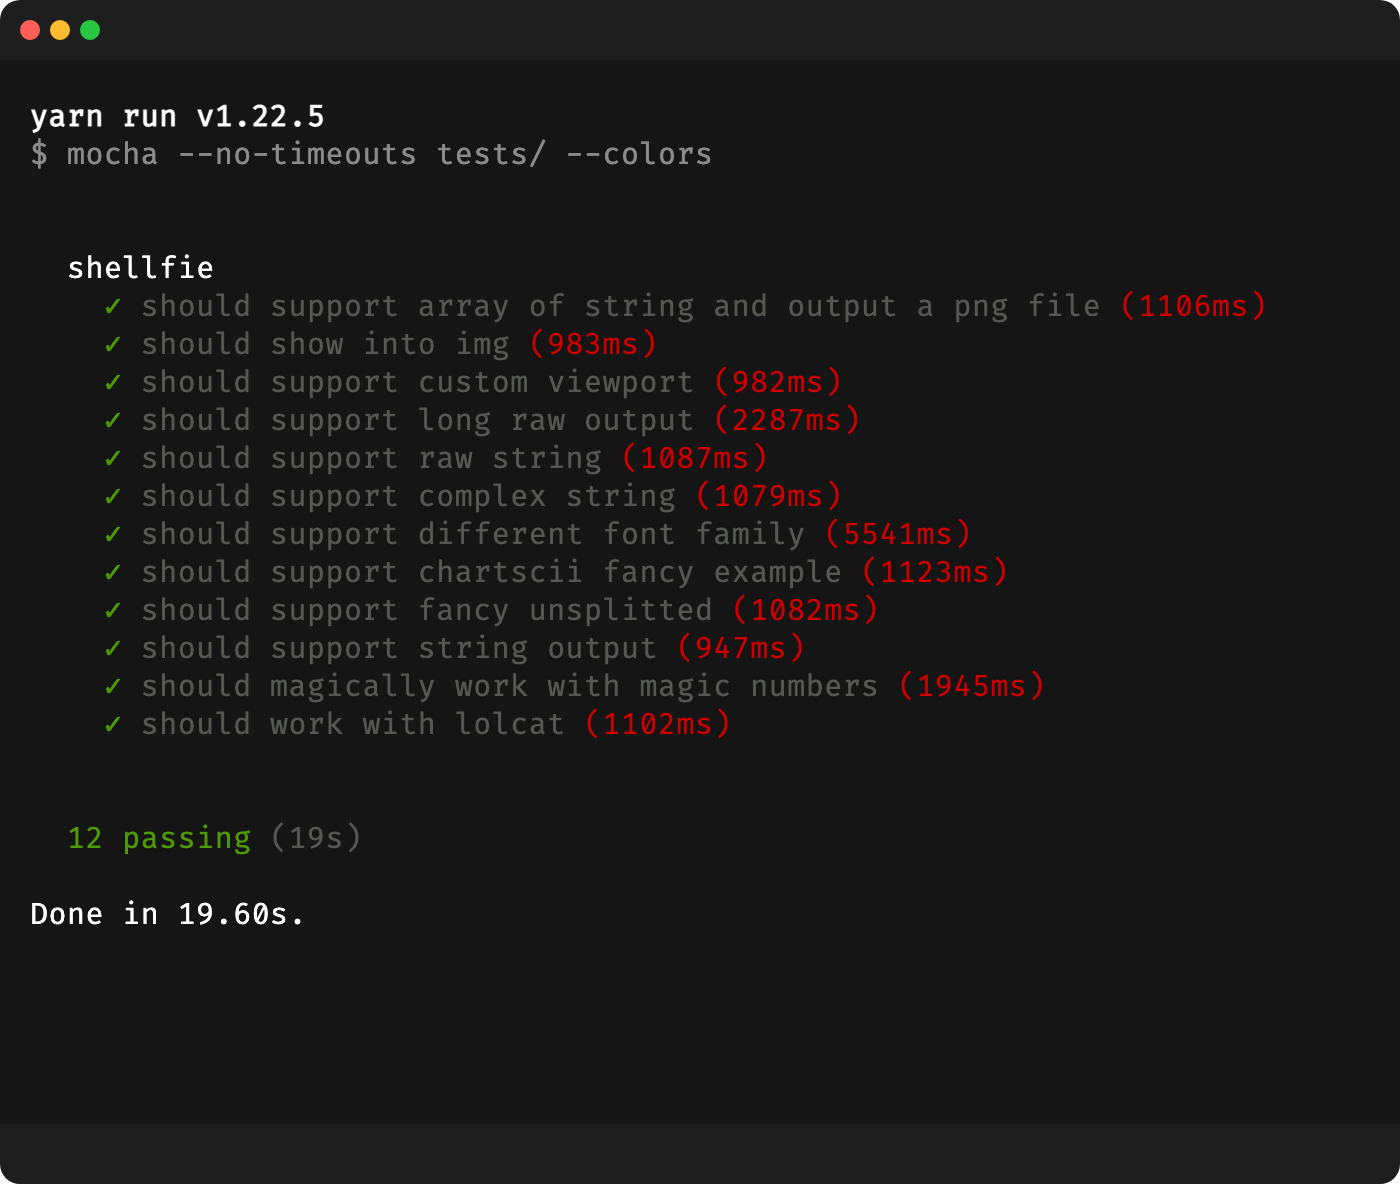 yarn run v1.22.5
$ mocha --no-timeouts tests/ --colors
shellfie
✓ should support array of string and output a png file (1106ms)
✓ should show into img (983ms)
✓ should support custom viewport (982ms)
✓ should support long raw output (2287ms)
✓ should support raw string (1087ms)
✓ should support complex string (1079ms)
✓ should support different font family (5541ms)
✓ should support chartscii fancy example (1123ms)
✓ should support fancy unsplitted (1082ms)
✓ should support string output (947ms)
✓ should magically work with magic numbers (1945ms)
✓ should work with lolcat (1102ms)
12 passing (19s)
Done in 19.60s.